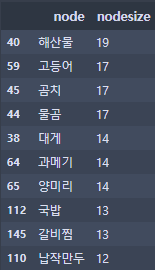 node nodesize
40 해산물 19
59 고등어 17
45 곰치 17
44 물곰 17
38 대게 14
64 과메기 14
65 양미리 14
112 국밥 13
145 갈비찜 13
110 납작만두 12